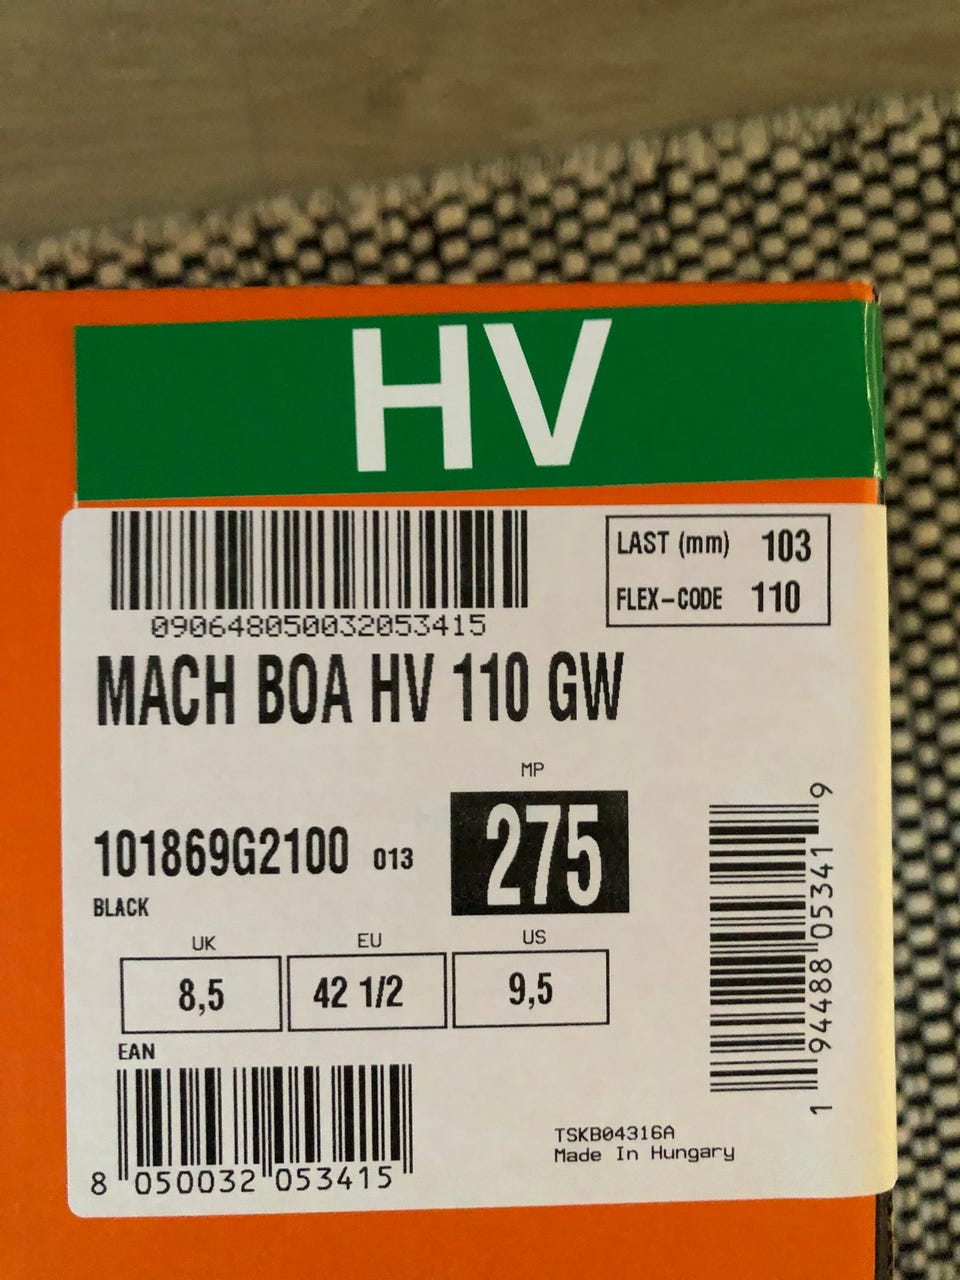 HV
LAST (mm) 103
FLEX-CODE 110
090648050032053415
MACH BOA HV 110 GW
MP
101869G2100 013 275
BLACK
UK EU US
8,5 42 1/2 9,5
EAN
8 050032 053415
1 94488 05341 9
TSKB04316A
Made In Hungary